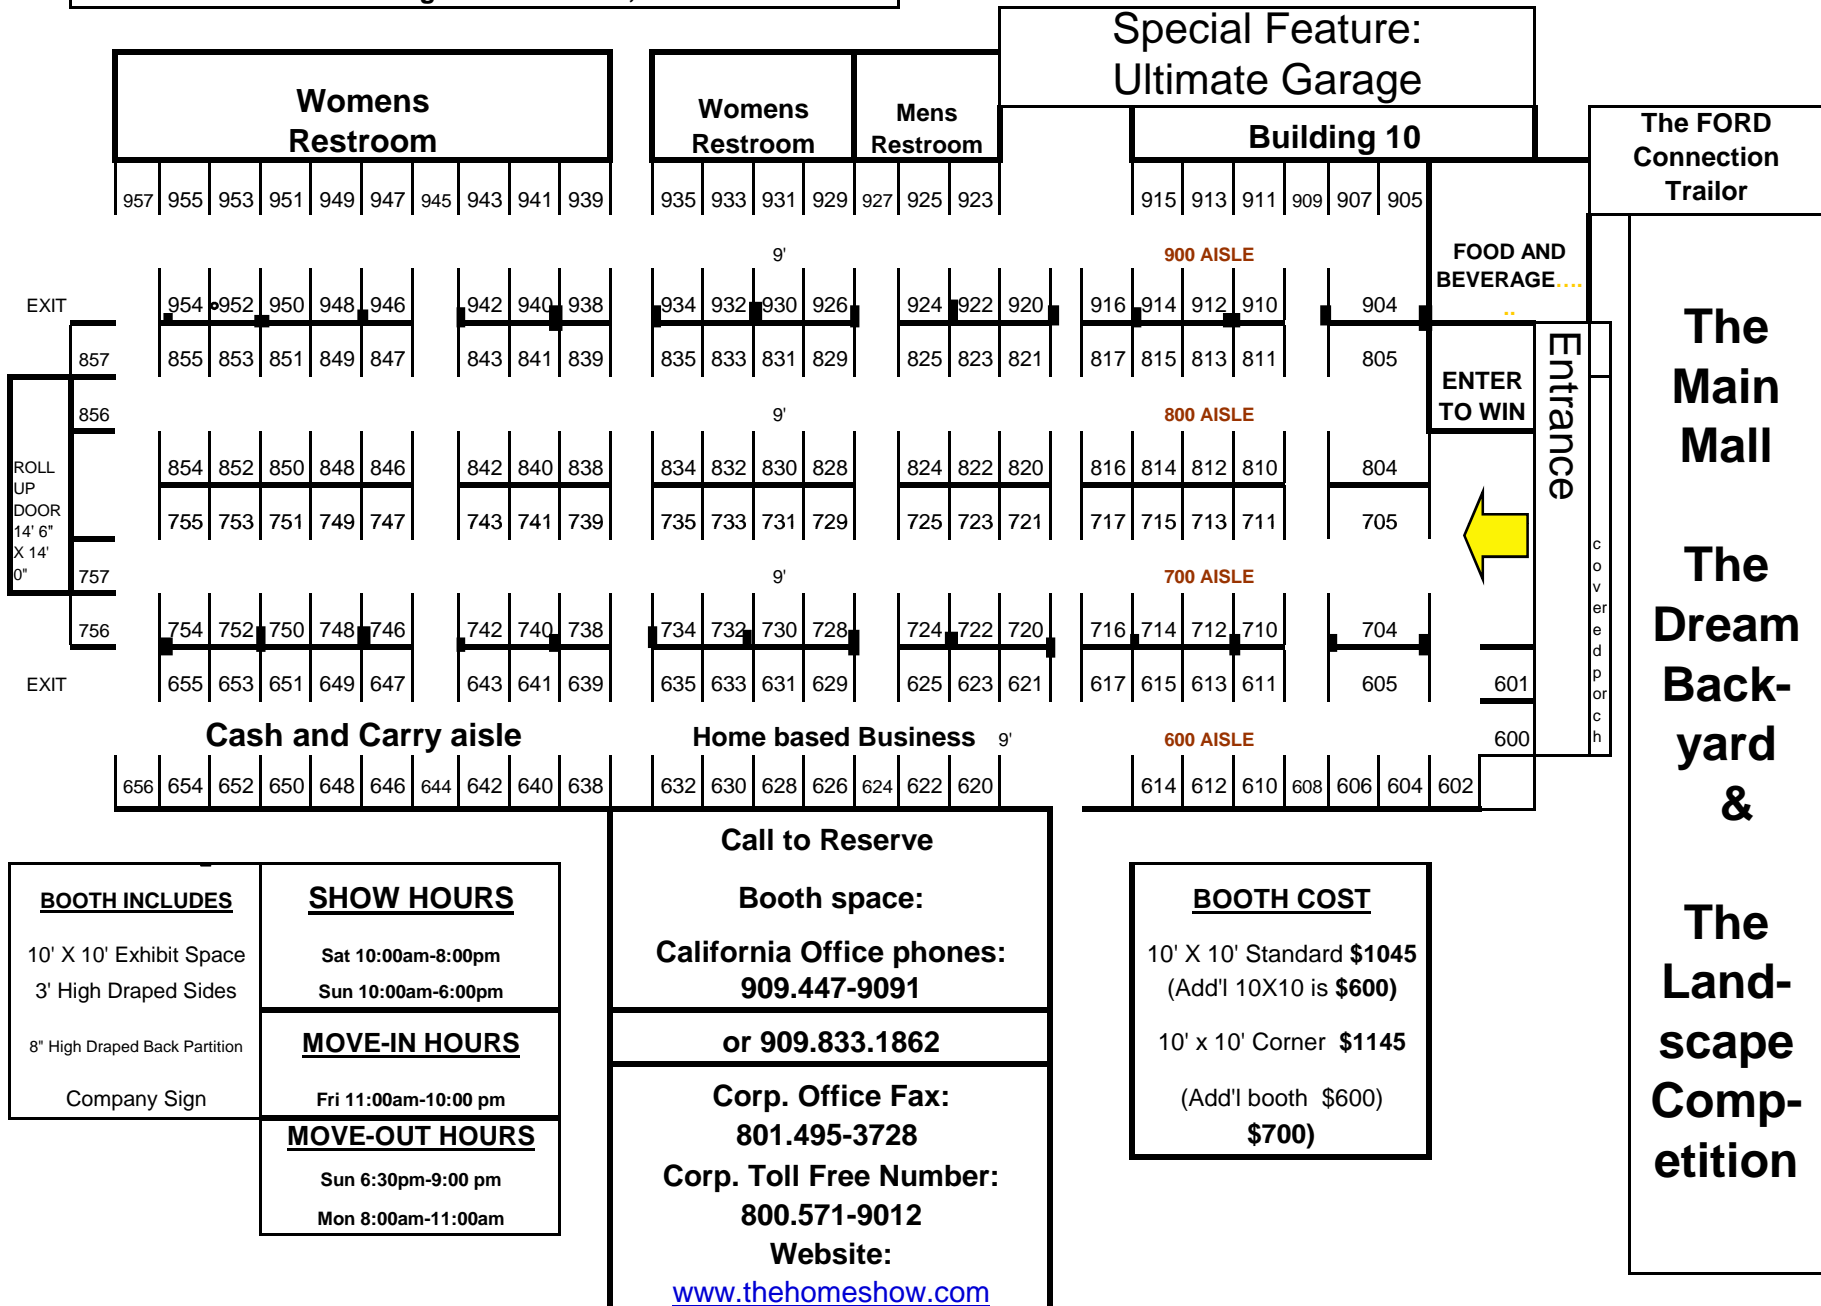 Special Feature:
Ultimate Garage
Womens
Restroom
Womens
Restroom
Mens
Restroom
Building 10
The FORD
Connection
Trailor
957 955 953 951 949 947 945 943 941 939 935 933 931 929 927 925 923 915 913 911 909 907 905
9' 900 AISLE
FOOD AND
BEVERAGE....
..
EXIT 954 952 950 948 946 942 940 938 934 932 930 926 924 922 920 916 914 912 910 904
857 855 853 851 849 847 843 841 839 835 833 831 829 825 823 821 817 815 813 811 805
ENTER
TO WIN
Entrance
856 9' 800 AISLE
ROLL
UP
DOOR
14' 6"
X 14'
0"
854 852 850 848 846 842 840 838 834 832 830 828 824 822 820 816 814 812 810 804
755 753 751 749 747 743 741 739 735 733 731 729 725 723 721 717 715 713 711 705
757 9' 700 AISLE
756 754 752 750 748 746 742 740 738 734 732 730 728 724 722 720 716 714 712 710 704
EXIT 655 653 651 649 647 643 641 639 635 633 631 629 625 623 621 617 615 613 611 605 601
Cash and Carry aisle Home based Business 9' 600 AISLE 600
656 654 652 650 648 646 644 642 640 638 632 630 628 626 624 622 620 614 612 610 608 606 604 602
c
o
v
er
e
d
p
or
c
h
The
Main
Mall
The
Dream
Back-
yard
&
The
Land-
scape
Comp-
etition
BOOTH INCLUDES
10' X 10' Exhibit Space
3' High Draped Sides
8" High Draped Back Partition
Company Sign
SHOW HOURS
Sat 10:00am-8:00pm
Sun 10:00am-6:00pm
MOVE-IN HOURS
Fri 11:00am-10:00 pm
MOVE-OUT HOURS
Sun 6:30pm-9:00 pm
Mon 8:00am-11:00am
Call to Reserve
Booth space:
California Office phones:
909.447-9091
or 909.833.1862
Corp. Office Fax:
801.495-3728
Corp. Toll Free Number:
800.571-9012
Website:
www.thehomeshow.com
BOOTH COST
10' X 10' Standard $1045
(Add'l 10X10 is $600)
10' x 10' Corner $1145
(Add'l booth $600)
$700)